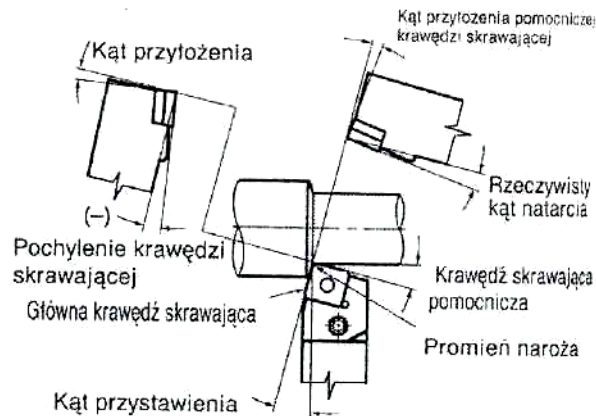 Kąt przyłożenia pomocniczej
krawędzi skrawającej
Kąt przyłożenia
Rzeczywisty
kąt natarcia
(–)
Pochylenie krawędzi
skrawającej
Główna krawędź skrawająca
Krawędź skrawająca
pomocnicza
Promień naroża
Kąt przystawienia